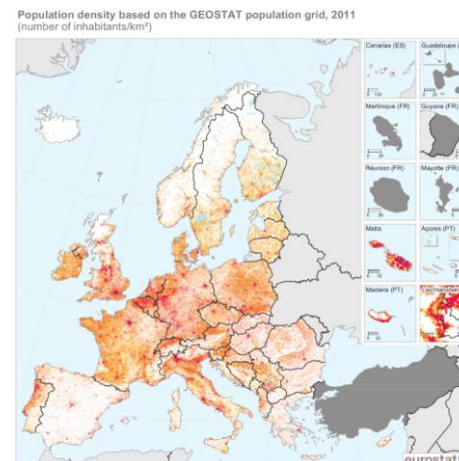 Population density based on the GEOSTAT population grid, 2011
(number of inhabitants/km²)
Canarias (ES)
Guadeloupe
Martinique (FR)
Guyane (FR)
Réunion (FR)
Mayotte (FR)
Malta
Açores (PT)
Madeira (PT)
Liechtenstein
eurostat